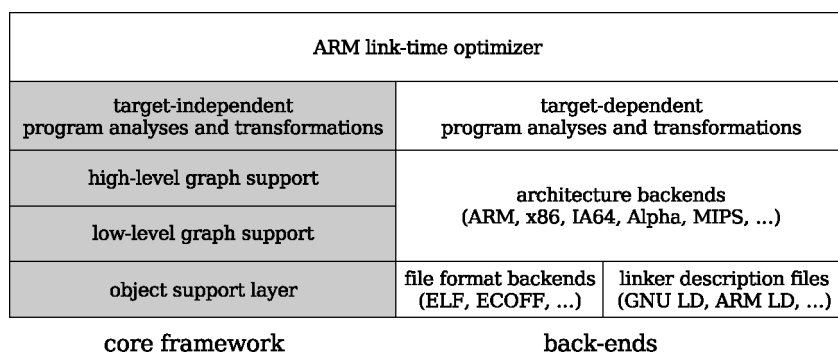 ARM link-time optimizer
target-independent
program analyses and transformations
target-dependent
program analyses and transformations
high-level graph support
low-level graph support
architecture backends
(ARM, x86, IA64, Alpha, MIPS, ...)
object support layer
file format backends
(ELF, ECOFF, ...)
linker description files
(GNU LD, ARM LD, ...)
core framework
back-ends